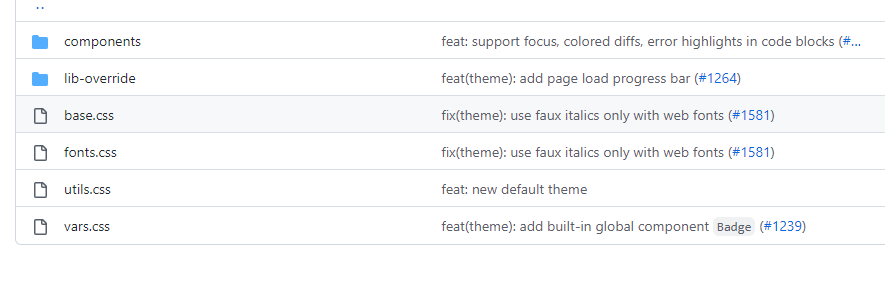 ..
components feat: support focus, colored diffs, error highlights in code blocks (#...
lib-override feat(theme): add page load progress bar (#1264)
base.css fix(theme): use faux italics only with web fonts (#1581)
fonts.css fix(theme): use faux italics only with web fonts (#1581)
utils.css feat: new default theme
vars.css feat(theme): add built-in global component Badge (#1239)